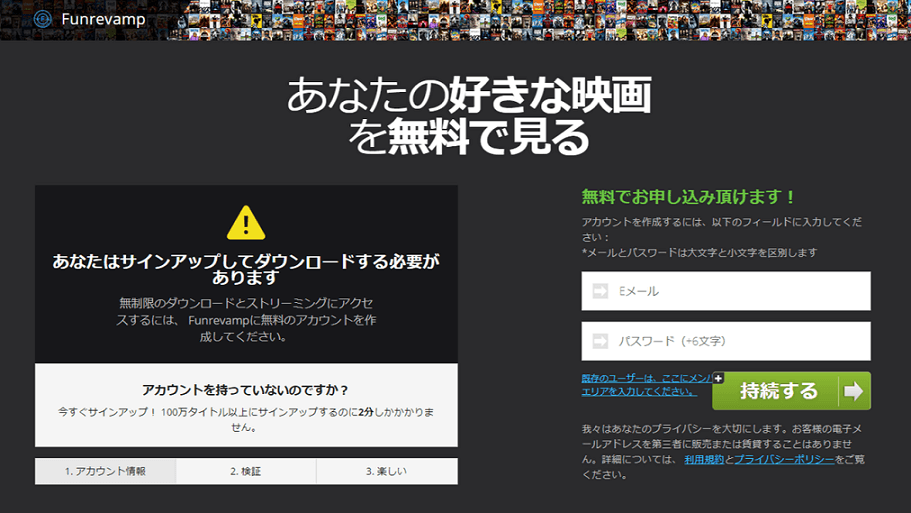 Funrevamp
あなたの好きな映画
を無料で見る
あなたはサインアップしてダウンロードする必要が
あります
無制限のダウンロードとストリーミングにアクセ
スするには、 Funrevampに無料のアカウントを作
成してください。
アカウントを持っていないのですか？
今すぐサインアップ！ 100万タイトル以上にサインアップするのに2分しかかかりま
せん。
1. アカウント情報
2. 検証
3. 楽しい
無料でお申し込み頂けます！
アカウントを作成するには、以下のフィールドに入力してくだ
さい：
*メールとパスワードは大文字と小文字を区別します
Eメール
パスワード（+6文字）
既存のユーザーは、ここにメンバ
エリアを入力してください。
持続する
我々はあなたのプライバシーを大切にします。お客様の電子メ
ールアドレスを第三者に販売または賃貸することはありませ
ん。詳細については、 利用規約とプライバシーポリシーをご覧
ください。